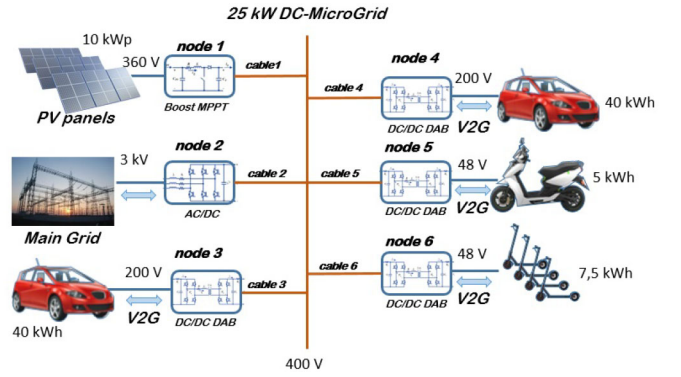 25 kW DC-MicroGrid
10 kWp
360 V
node 1
cable1
Boost MPPT
PV panels
node 2
3 kV
cable 2
AC/DC
Main Grid
node 3
200 V
cable 3
V2G
DC/DC DAB
40 kWh
400 V
node 4
cable 4
200 V
40 kWh
DC/DC DAB
V2G
node 5
48 V
cable 5
5 kWh
DC/DC DAB
V2G
node 6
48 V
cable 6
7,5 kWh
DC/DC DAB
V2G